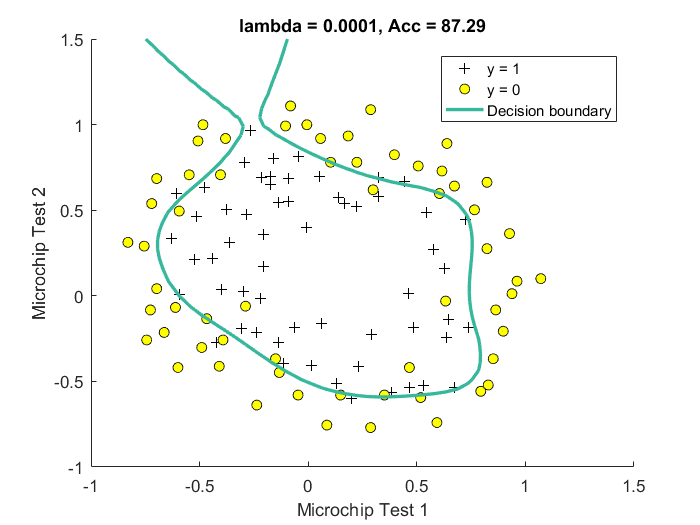 lambda = 0.0001, Acc = 87.29
1.5
y = 1
y = 0
Decision boundary
1
0.5
0
-0.5
-1
Microchip Test 2
-1
-0.5
0
0.5
1
1.5
Microchip Test 1